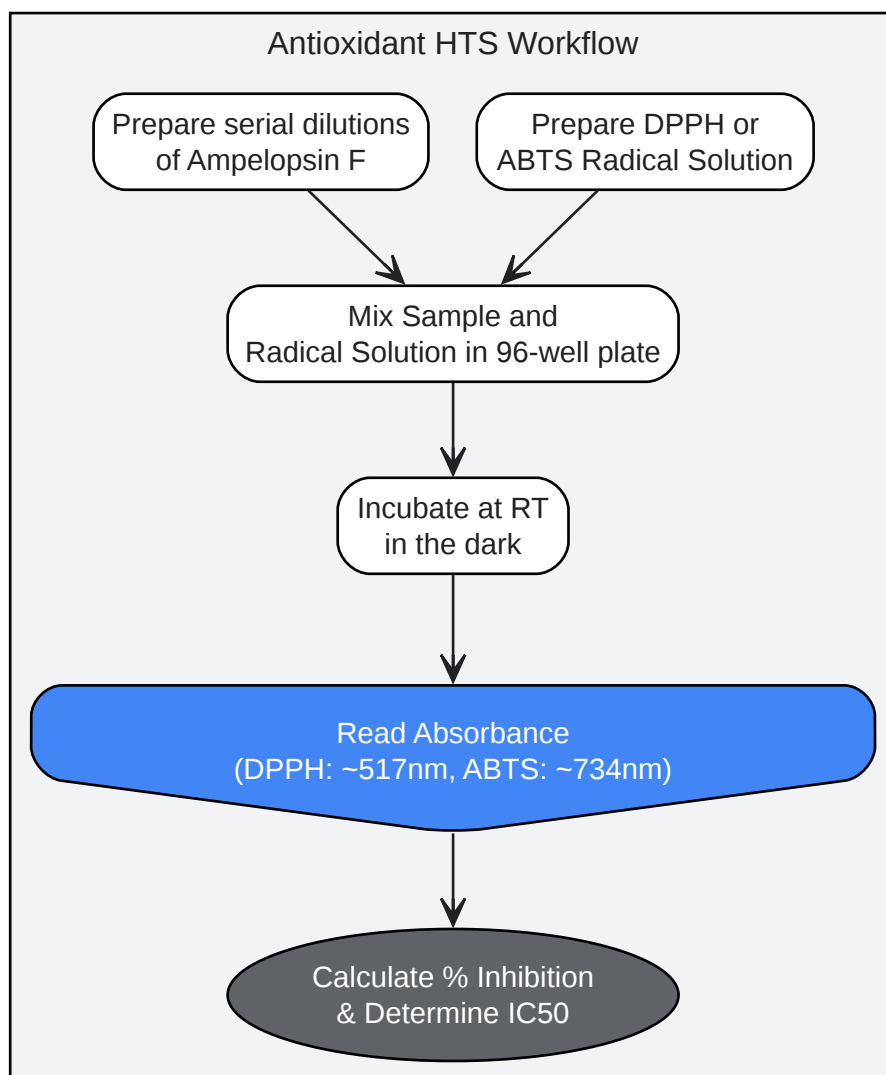 Antioxidant HTS Workflow
Prepare serial dilutions
of Ampelopsin F
Prepare DPPH or
ABTS Radical Solution
Mix Sample and
Radical Solution in 96-well plate
Incubate at RT
in the dark
Read Absorbance
(DPPH: ~517nm, ABTS: ~734nm)
Calculate % Inhibition
& Determine IC50